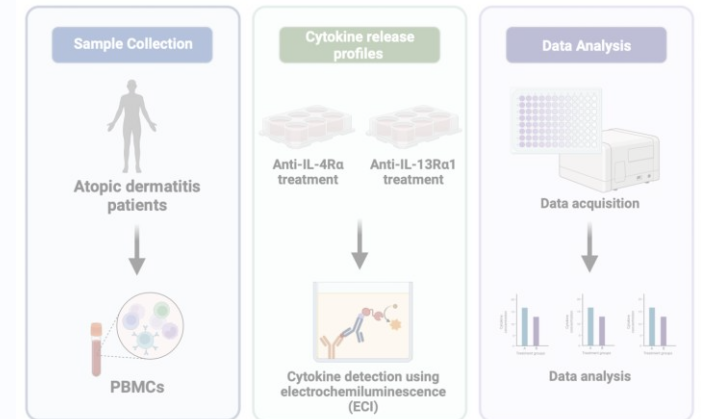 Sample Collection
Atopic dermatitis
patients
PBMCs
Cytokine release
profiles
Anti-IL-4Rα
treatment
Anti-IL-13Rα1
treatment
Cytokine detection using
electrochemiluminescence
(ECI)
Data Analysis
Data acquisition
Data analysis